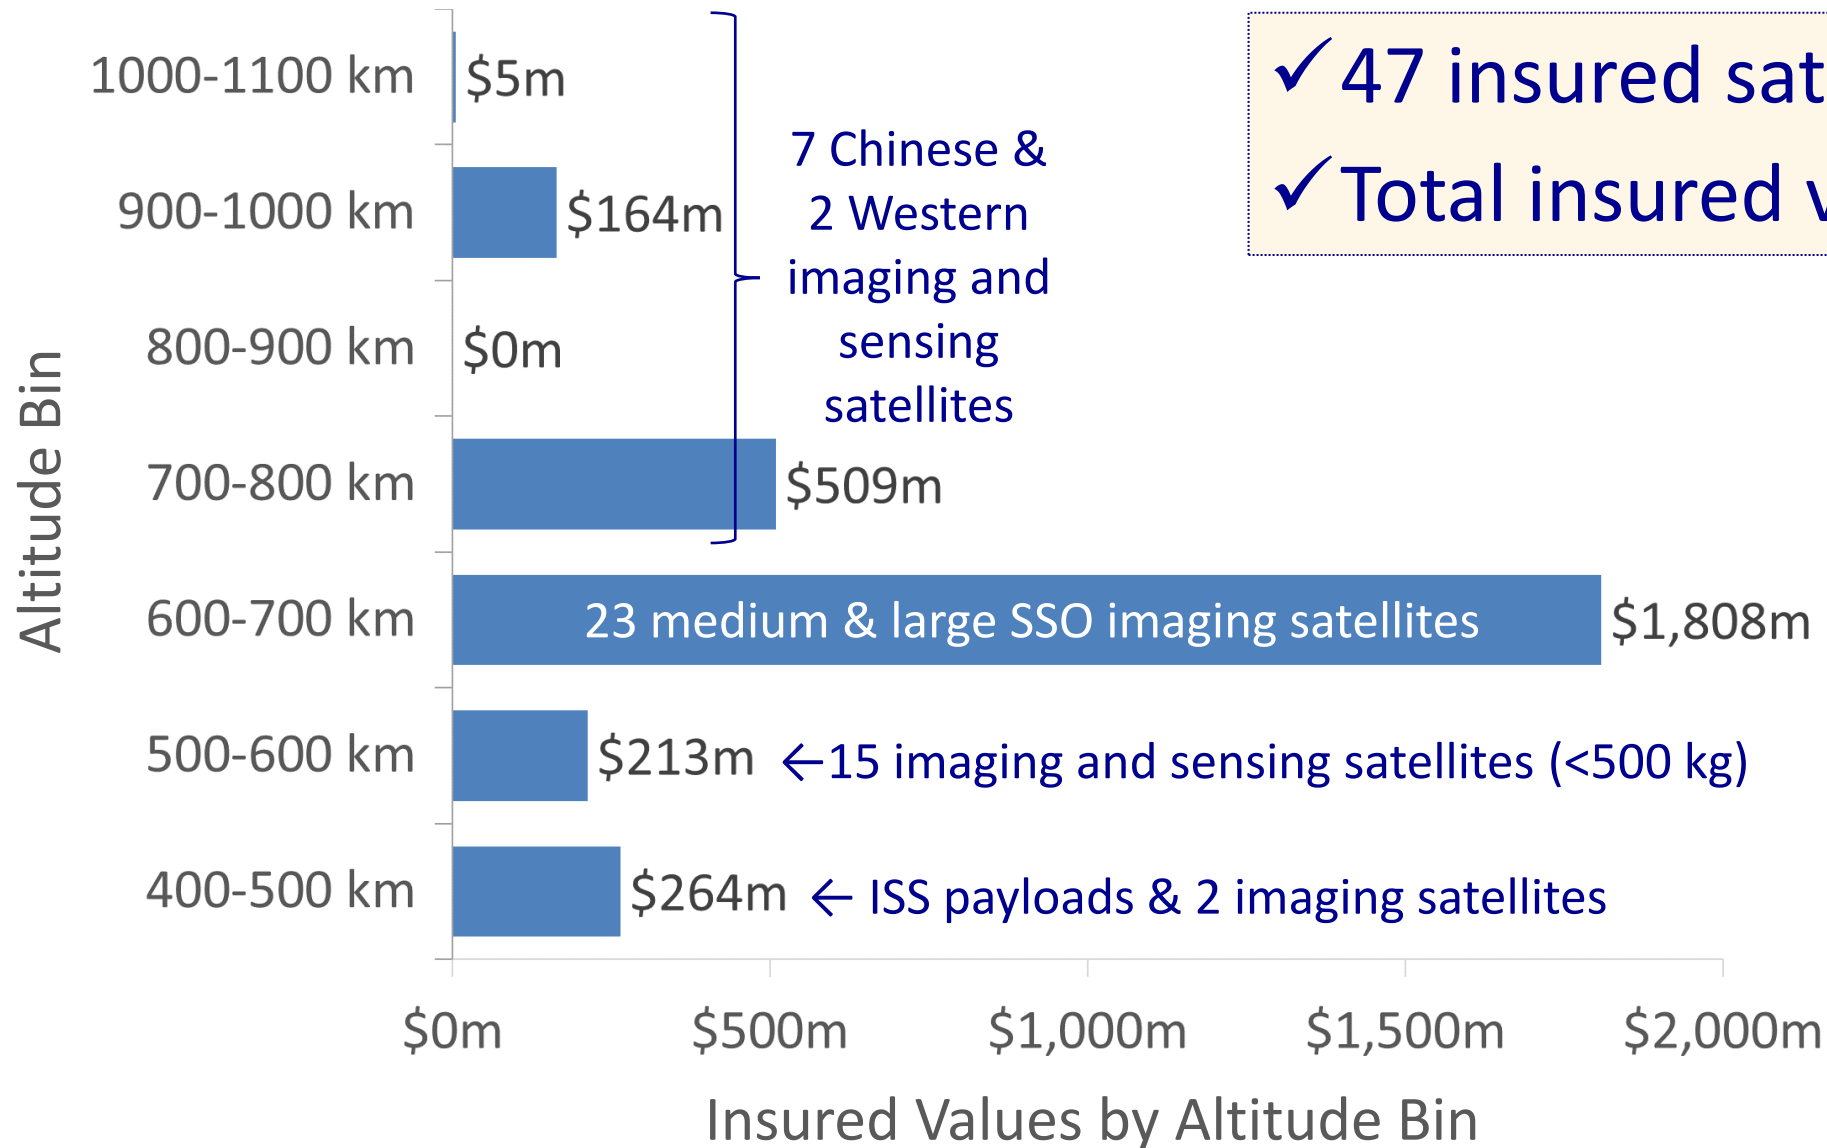 1000-1100 km
$5m
900-1000 km
$164m
800-900 km
$0m
700-800 km
$509m
600-700 km
23 medium & large SSO imaging satellites
$1,808m
500-600 km
$213m
←15 imaging and sensing satellites (<500 kg)
400-500 km
$264m
← ISS payloads & 2 imaging satellites
7 Chinese &
2 Western
imaging and
sensing
satellites
✓ 47 insured
✓ Total insured
Altitude Bin
$0m
$500m
$1,000m
$1,500m
$2,000m
Insured Values by Altitude Bin